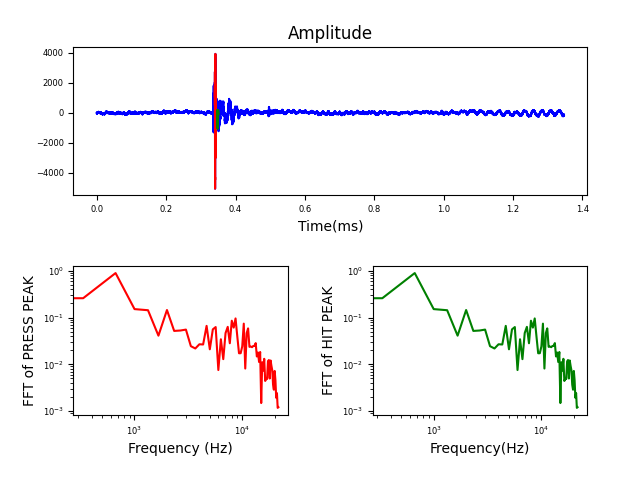 Amplitude
4000
2000
0
−2000
−4000
0.0 0.2 0.4 0.6 0.8 1.0 1.2 1.4
Time(ms)
FFT of PRESS PEAK
10⁰
10⁻¹
10⁻²
10⁻³
10³ 10⁴
Frequency (Hz)
FFT of HIT PEAK
10⁰
10⁻¹
10⁻²
10⁻³
10³ 10⁴
Frequency(Hz)